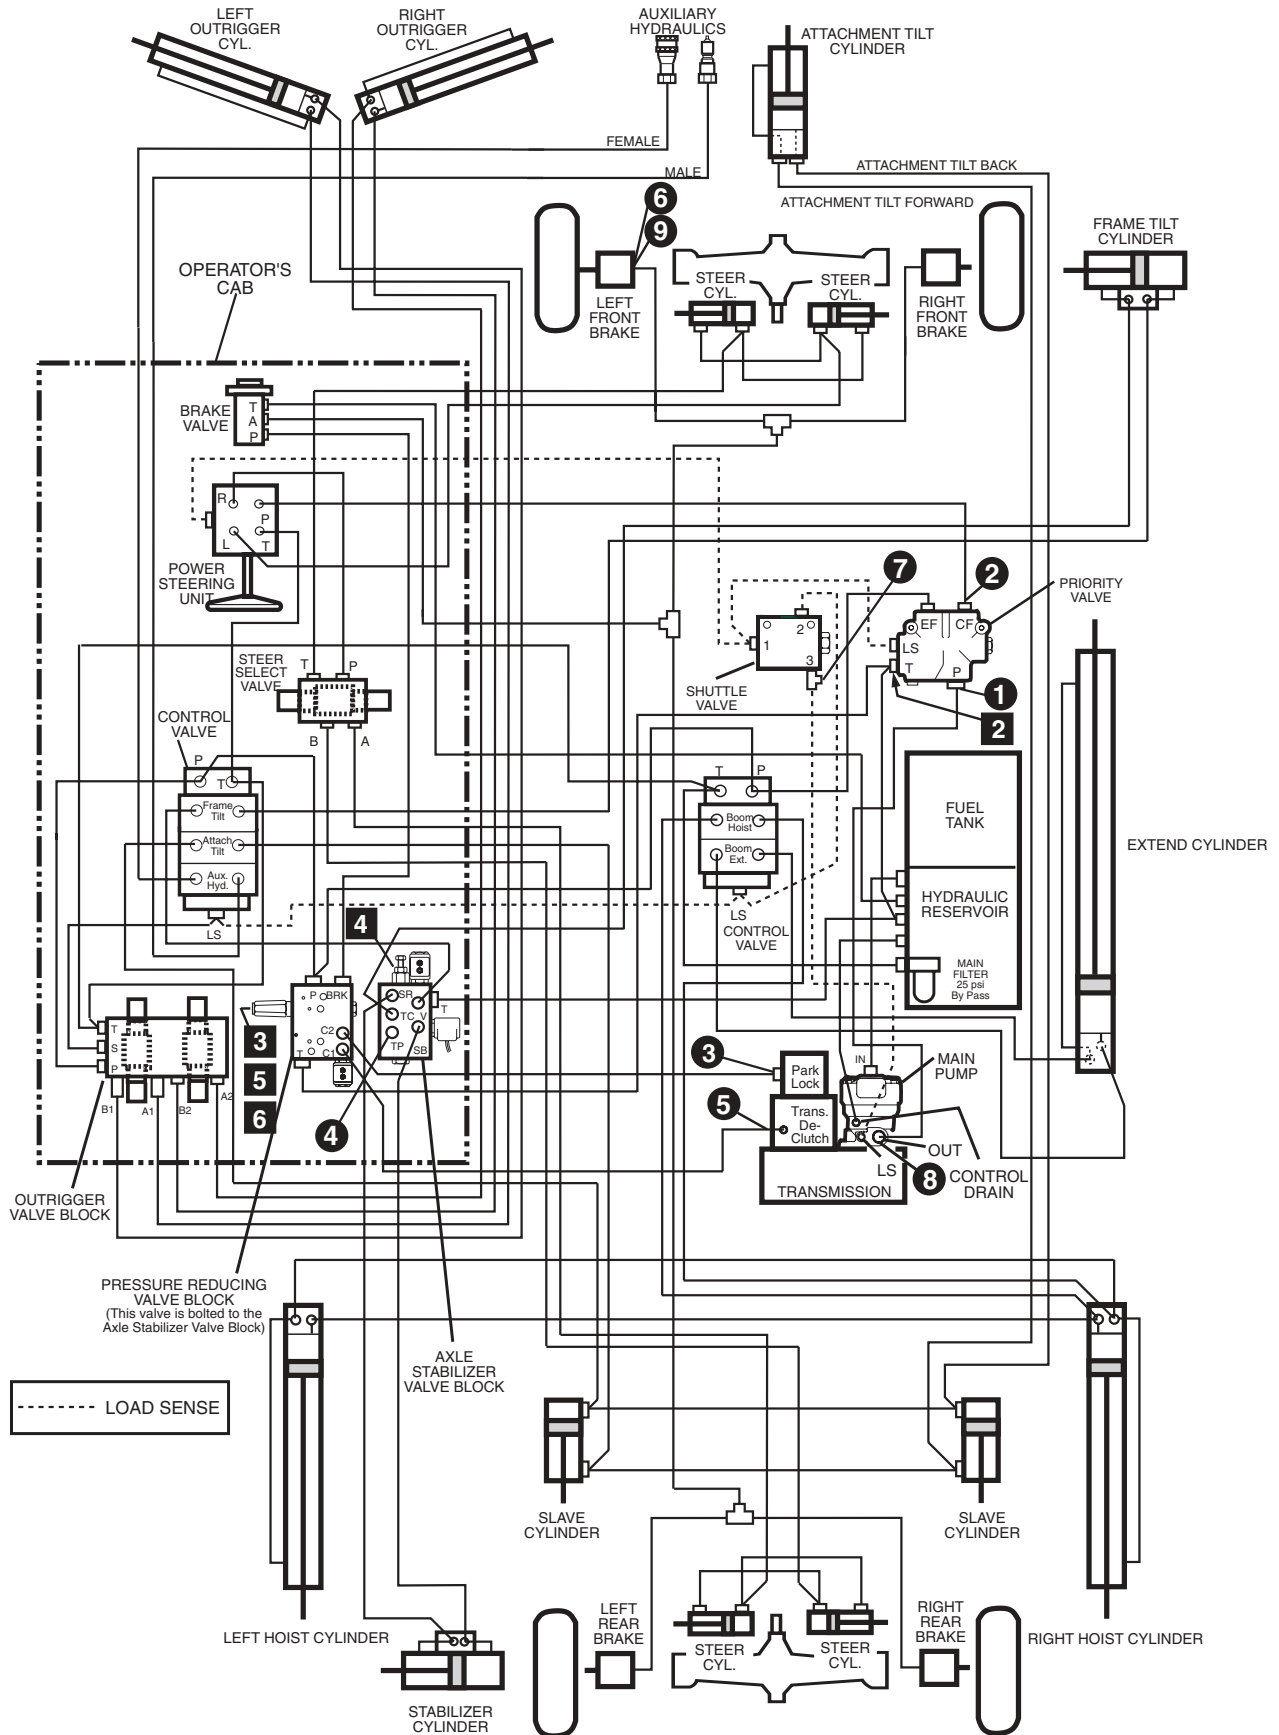 LEFT
OUTRIGGER
CYL.
RIGHT
OUTRIGGER
CYL.
AUXILIARY
HYDRAULICS
ATTACHMENT TILT
CYLINDER
FEMALE
MALE
ATTACHMENT TILT BACK
ATTACHMENT TILT FORWARD
6
9
FRAME TILT
CYLINDER
OPERATOR'S
CAB
STEER
CYL.
STEER
CYL.
LEFT
FRONT
BRAKE
RIGHT
FRONT
BRAKE
BRAKE
VALVE
T
A
P
R
P
L
T
POWER
STEERING
UNIT
7
2
PRIORITY
VALVE
EF
CF
LS
T
P
1
2
1
2
3
SHUTTLE
VALVE
STEER
SELECT
VALVE
T
P
B
A
CONTROL
VALVE
P
T
Frame
Tilt
Attach
Tilt
Aux.
Hyd.
LS
T
P
Boom
Hoist
Boom
Ext.
LS
CONTROL
VALVE
FUEL
TANK
HYDRAULIC
RESERVOIR
MAIN
FILTER
25 psi
By Pass
EXTEND CYLINDER
4
P
BRK
C2
C1
T
SR
TC
V
TP
SB
T
3
5
6
4
T
S
P
B1
A1
B2
A2
3
Park
Lock
5
Trans.
De-
Clutch
IN
MAIN
PUMP
OUT
LS
8
CONTROL
DRAIN
TRANSMISSION
OUTRIGGER
VALVE BLOCK
PRESSURE REDUCING
VALVE BLOCK
(This valve is bolted to the
Axle Stabilizer Valve Block)
AXLE
STABILIZER
VALVE BLOCK
LOAD SENSE
SLAVE
CYLINDER
SLAVE
CYLINDER
LEFT HOIST CYLINDER
RIGHT HOIST CYLINDER
LEFT
REAR
BRAKE
RIGHT
REAR
BRAKE
STEER
CYL.
STEER
CYL.
STABILIZER
CYLINDER